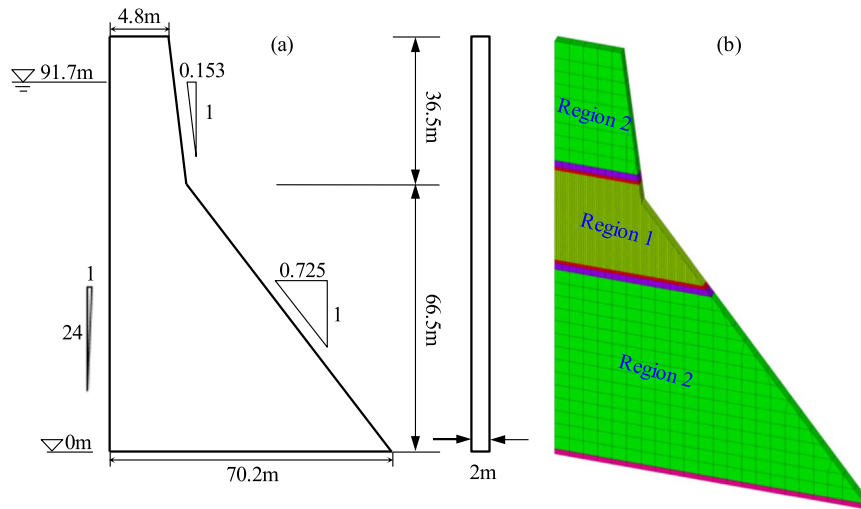 4.8m
(a)
(b)
91.7m
0.153
1
36.5m
Region 2
Region 1
0.725
1
1
24
66.5m
Region 2
0m
70.2m
2m